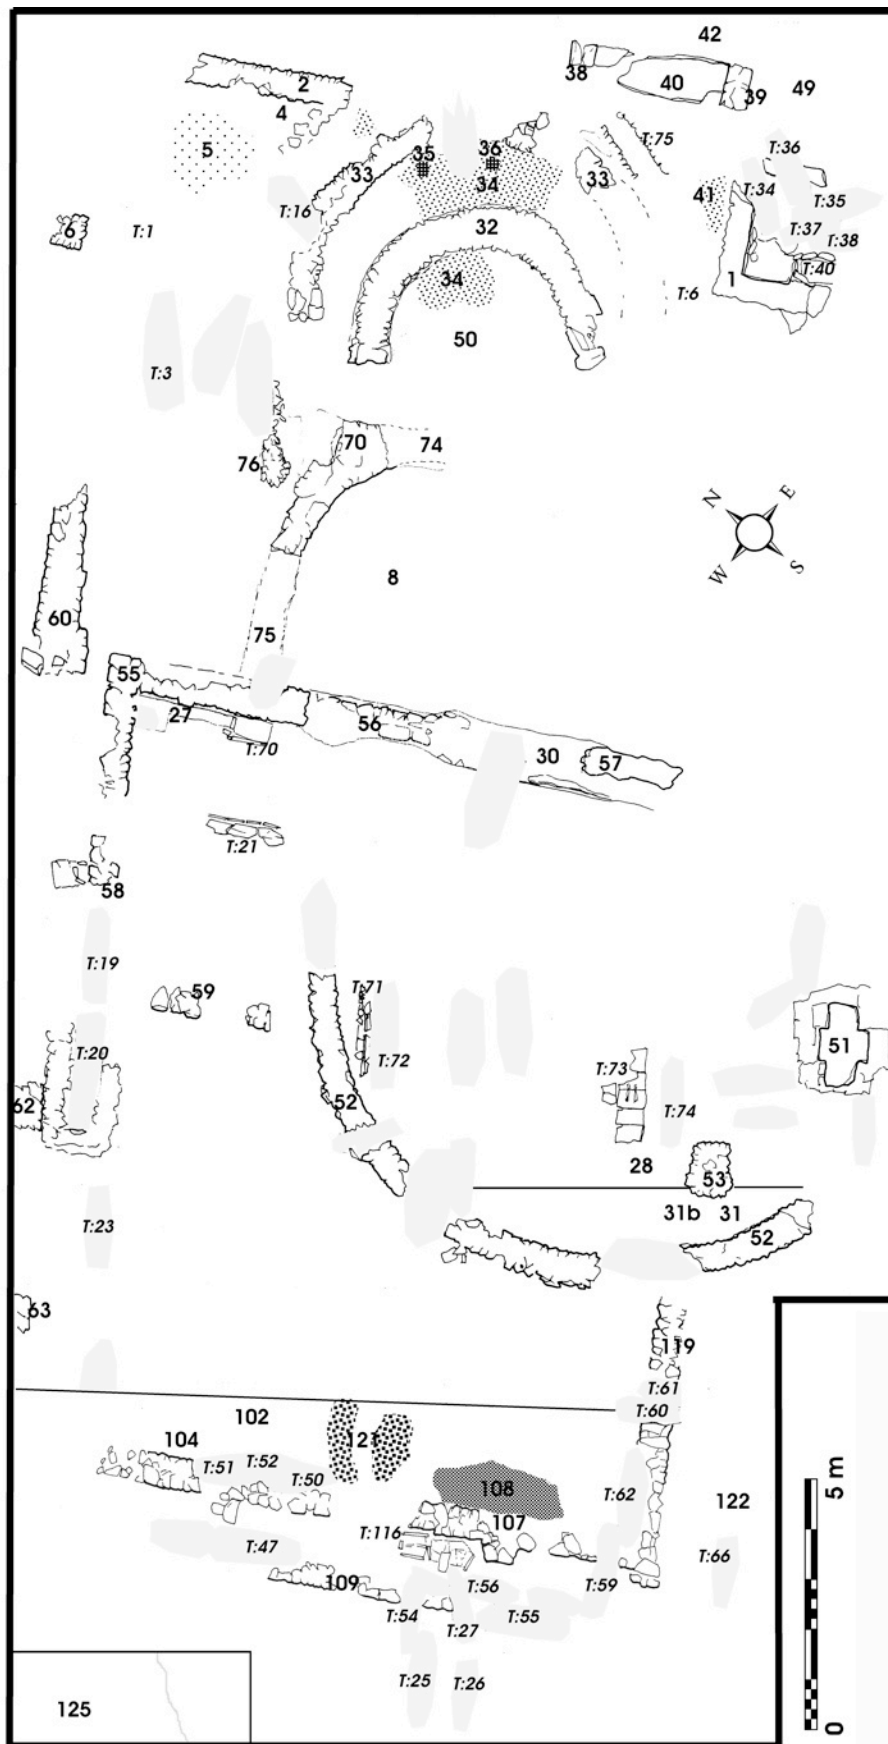 42
2
38
40
39
49
4
5
35
36
T:75
T:36
33
34
33
41
T:34
T:35
T:16
6
T:1
32
T:37
T:38
34
1
T:40
T:6
50
T:3
70
74
76
N
E
W
S
8
60
75
55
27
56
T:70
30
57
T:21
58
T:19
59
T:71
T:20
T:72
T:73
51
62
52
T:74
28
53
31b
31
T:23
52
63
119
T:61
T:60
102
104
121
T:51
T:52
T:50
108
T:62
122
107
T:116
T:47
T:66
109
T:56
T:59
T:54
T:55
T:27
T:25
T:26
125
0
5 m